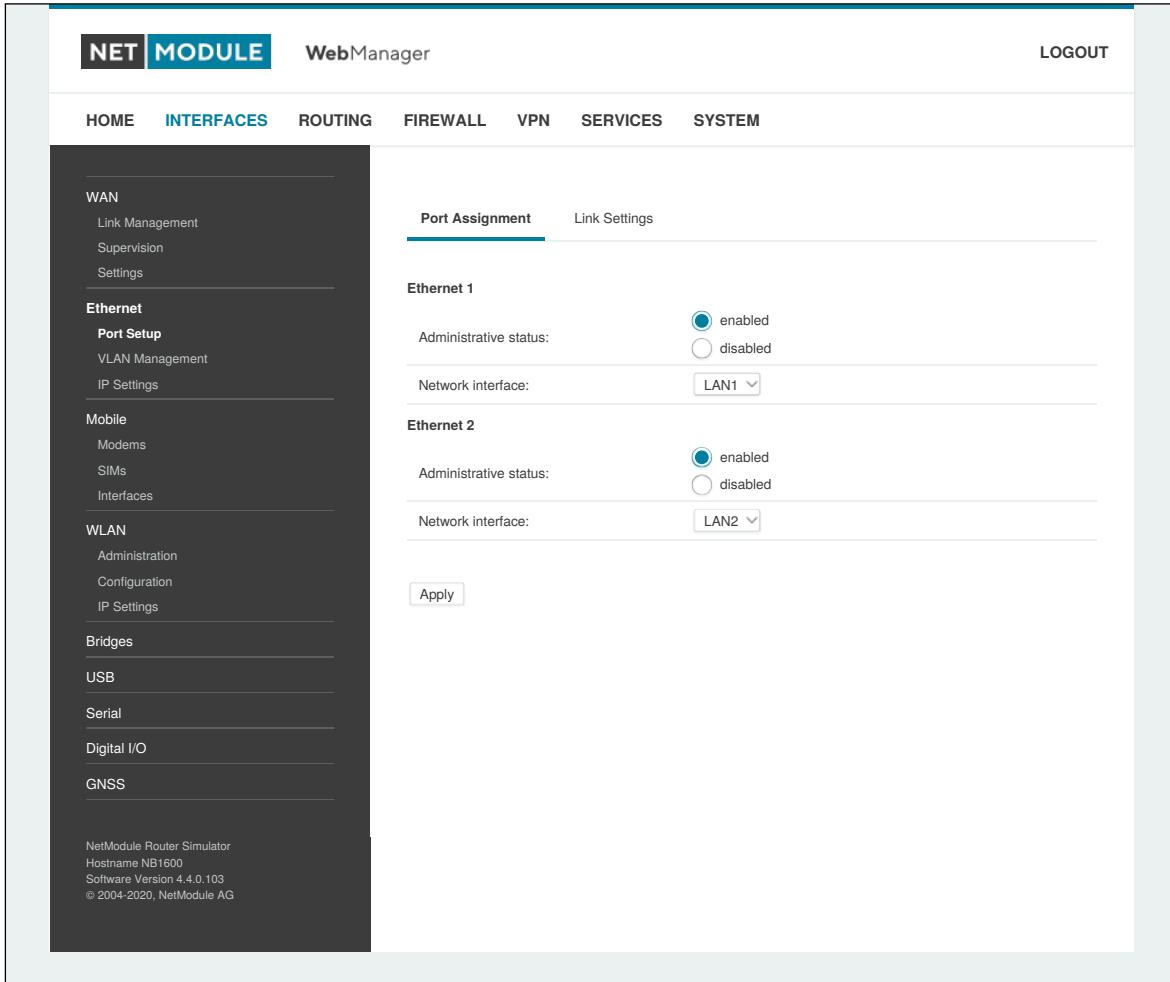 NET MODULE WebManager LOGOUT
HOME INTERFACES ROUTING FIREWALL VPN SERVICES SYSTEM
WAN
Link Management
Supervision
Settings
Ethernet
Port Setup
VLAN Management
IP Settings
Mobile
Modems
SIMs
Interfaces
WLAN
Administration
Configuration
IP Settings
Bridges
USB
Serial
Digital I/O
GNSS
NetModule Router Simulator
Hostname NB1600
Software Version 4.4.0.103
© 2004-2020, NetModule AG
Port Assignment Link Settings
Ethernet 1
Administrative status:
enabled
disabled
Network interface: LAN1
Ethernet 2
Administrative status:
enabled
disabled
Network interface: LAN2
Apply